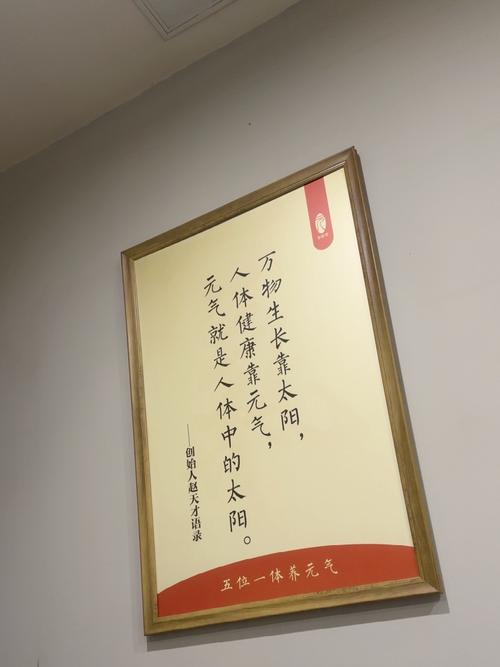 万物生长靠太阳，
人体健康靠元气，
元气就是人体中的太阳。
——创始人赵天才语录
五位一体养元气